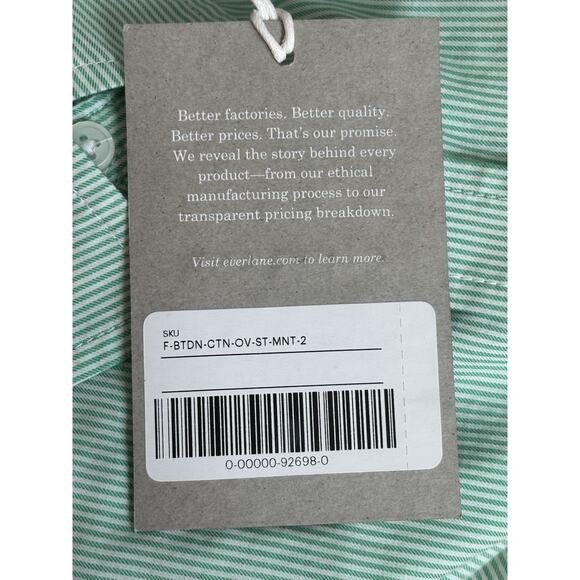 Better factories. Better quality.
Better prices. That's our promise.
We reveal the story behind every
product—from our ethical
manufacturing process to our
transparent pricing breakdown.
Visit everlane.com to learn more.
SKU
F-BTDN-CTN-OV-ST-MNT-2
0-00000-92698-0